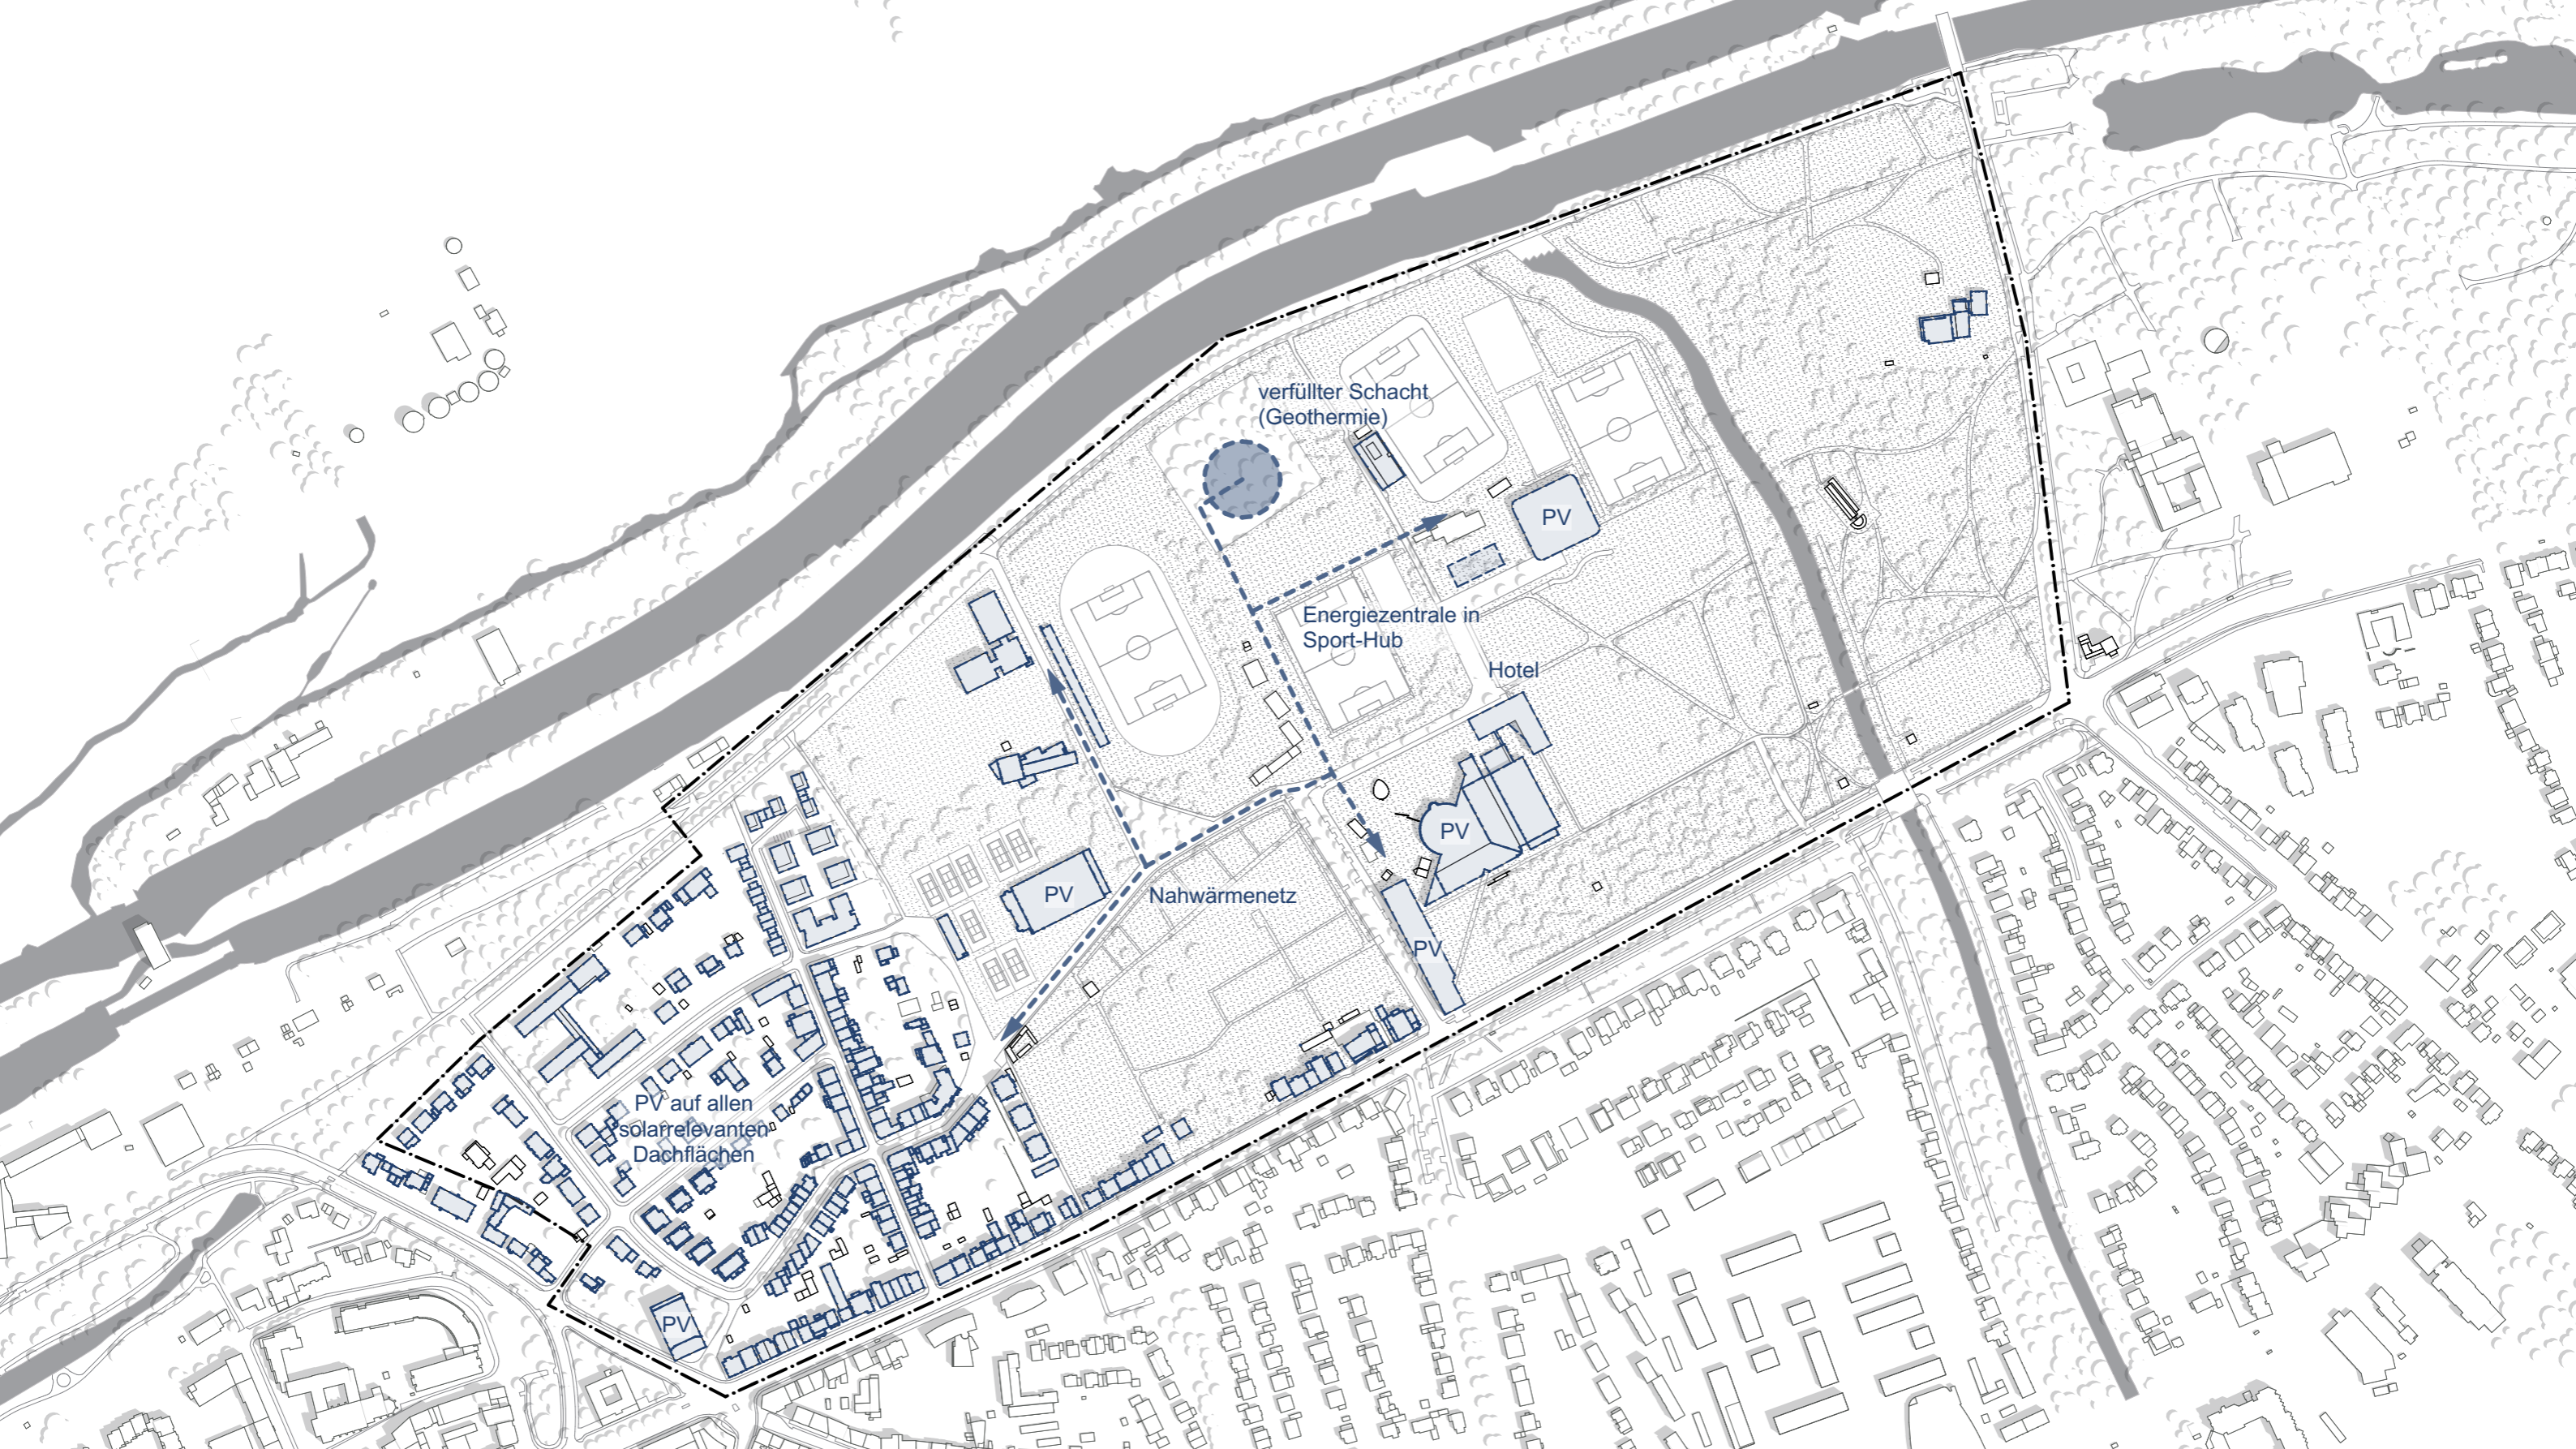 verfüllter Schacht
(Geothermie)
PV
Energiezentrale in
Sport-Hub
Hotel
PV
PV
Nahwärmenetz
PV
PV auf allen
solarrelevanten
Dachflächen
PV